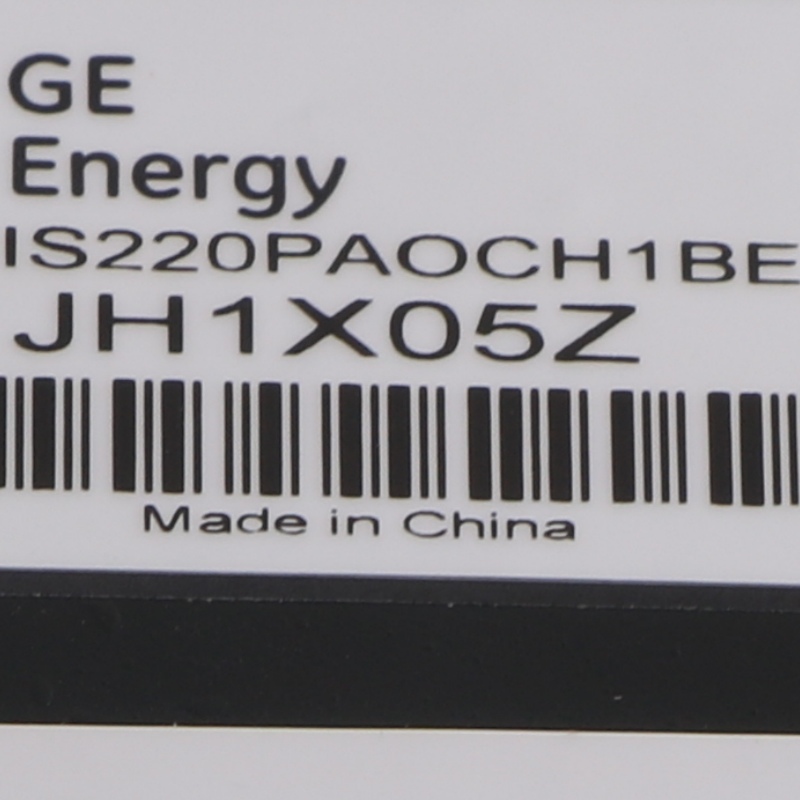 GE
Energy
IS220PAOCH1BE
JH1X05Z
Made in China